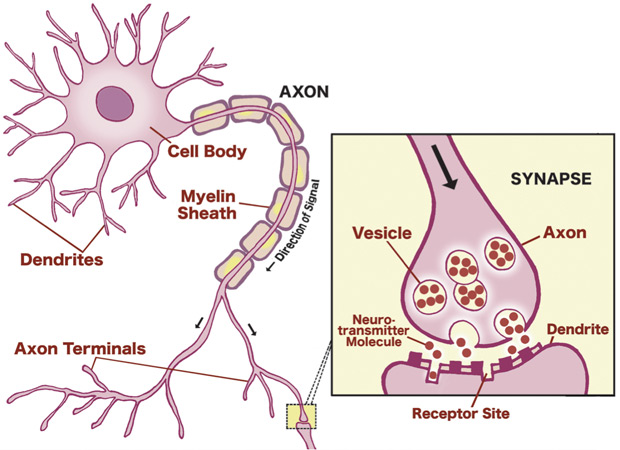 AXON
Cell Body
Myelin
Sheath
← Direction of Signal
Dendrites
Axon Terminals
SYNAPSE
Vesicle
Axon
Neuro-
transmitter
Molecule
Dendrite
Receptor Site